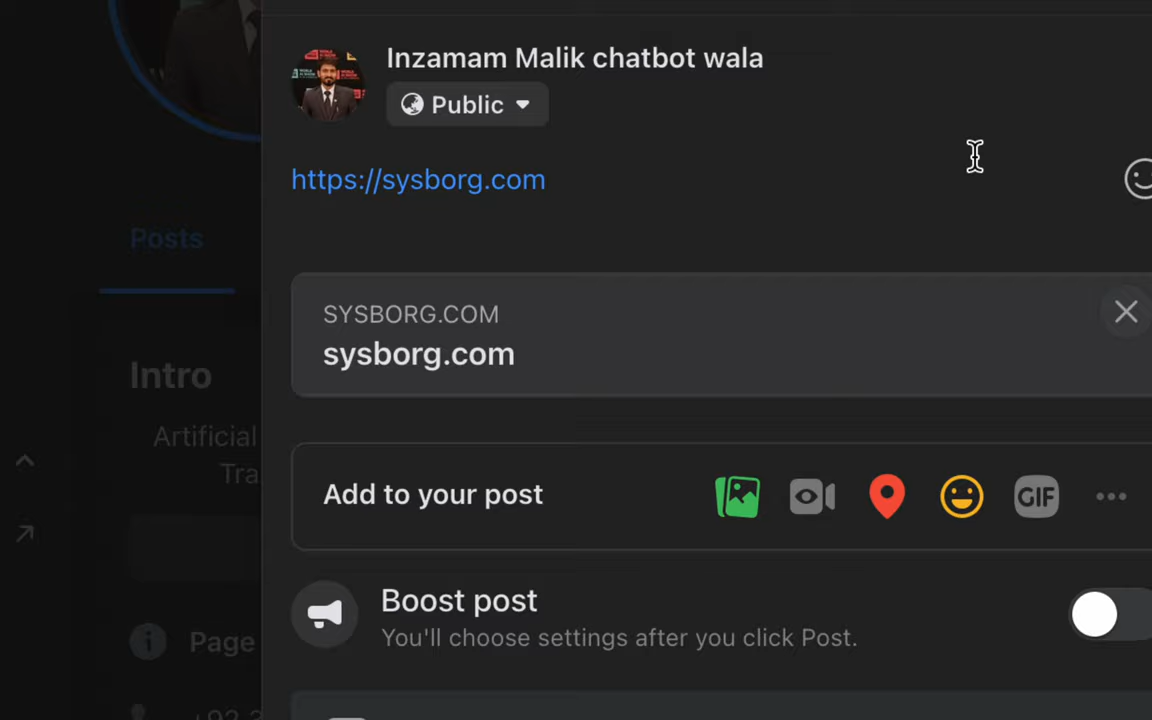 Inzamam Malik chatbot wala
Public
https://sysborg.com
Posts
SYSBORG.COM
sysborg.com
Intro
Artificial
Tra
Add to your post
GIF
Boost post
You'll choose settings after you click Post.
Page